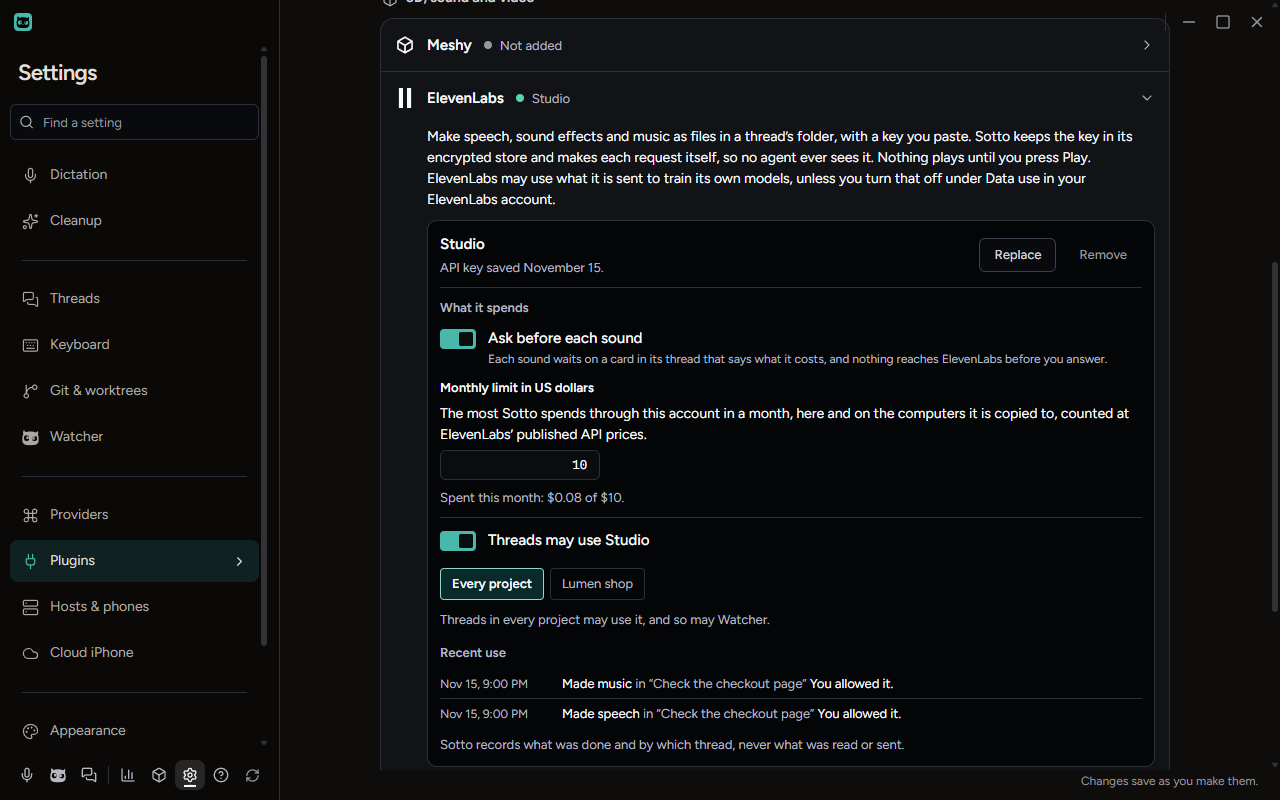 3D, sound and video
Settings
Find a setting
Dictation
Cleanup
Threads
Keyboard
Git & worktrees
Watcher
Providers
Plugins
Hosts & phones
Cloud iPhone
Appearance
Meshy
Not added
ElevenLabs
Studio
Make speech, sound effects and music as files in a thread’s folder, with a key you paste. Sotto keeps the key in its
encrypted store and makes each request itself, so no agent ever sees it. Nothing plays until you press Play.
ElevenLabs may use what it is sent to train its own models, unless you turn that off under Data use in your
ElevenLabs account.
Studio
API key saved November 15.
Replace
Remove
What it spends
Ask before each sound
Each sound waits on a card in its thread that says what it costs, and nothing reaches ElevenLabs before you answer.
Monthly limit in US dollars
The most Sotto spends through this account in a month, here and on the computers it is copied to, counted at
ElevenLabs’ published API prices.
10
Spent this month: $0.08 of $10.
Threads may use Studio
Every project
Lumen shop
Threads in every project may use it, and so may Watcher.
Recent use
Nov 15, 9:00 PM Made music in “Check the checkout page” You allowed it.
Nov 15, 9:00 PM Made speech in “Check the checkout page” You allowed it.
Sotto records what was done and by which thread, never what was read or sent.
Changes save as you make them.